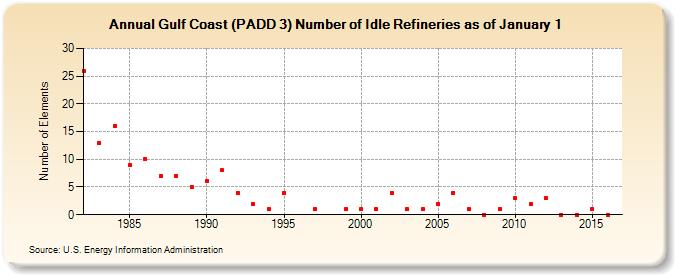 Annual Gulf Coast (PADD 3) Number of Idle Refineries as of January 1
Number of Elements
30
25
20
15
10
5
0
1985 1990 1995 2000 2005 2010 2015
Source: U.S. Energy Information Administration